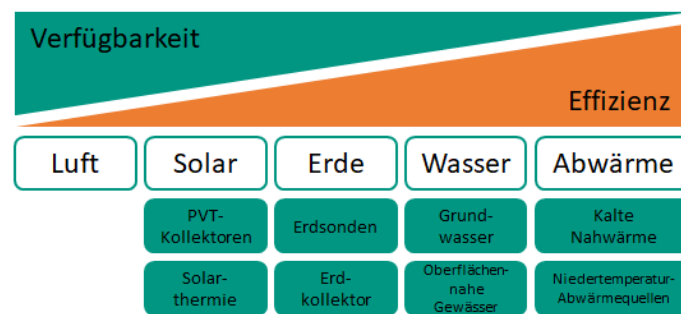 Verfügbarkeit
Effizienz
Luft
Solar
Erde
Wasser
Abwärme
PVT-
Kollektoren
Erdsonden
Grund-
wasser
Kalte
Nahwärme
Solar-
thermie
Erd-
kollektor
Oberflächen-
nahe
Gewässer
Niedertemperatur-
Abwärmequellen